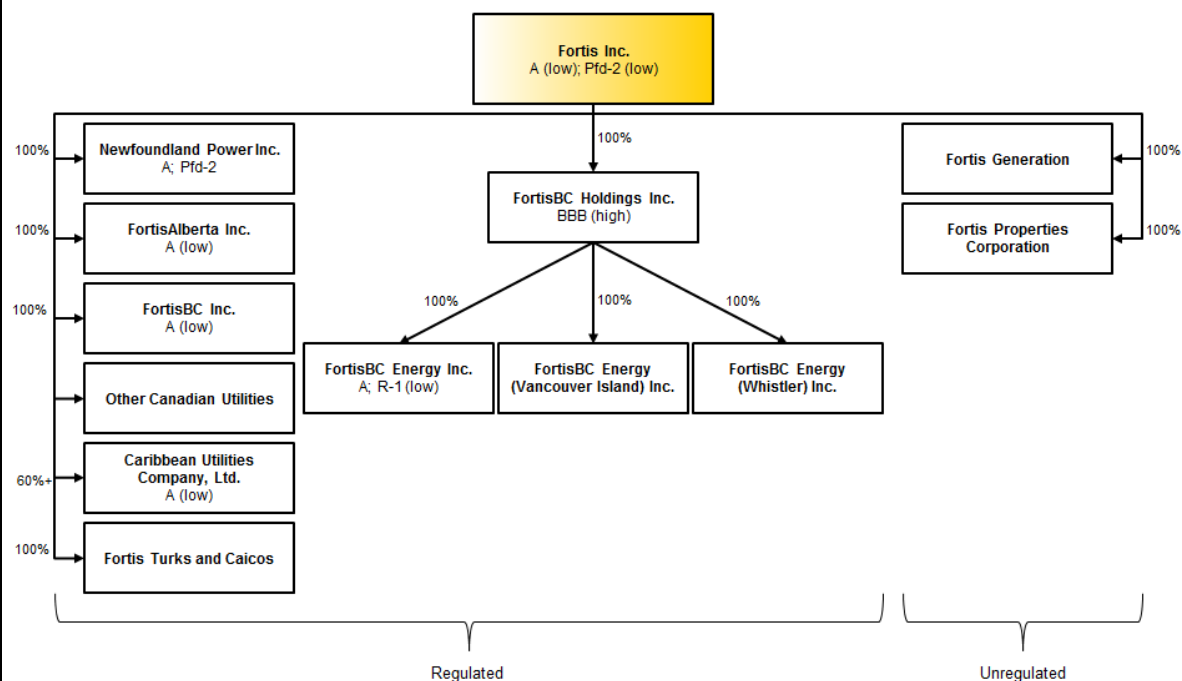 Fortis Inc.
A (low); Pfd-2 (low)
100%
Newfoundland Power Inc.
A; Pfd-2
100%
FortisAlberta Inc.
A (low)
100%
FortisBC Inc.
A (low)
Other Canadian Utilities
60%+
Caribbean Utilities
Company, Ltd.
A (low)
100%
Fortis Turks and Caicos
100%
FortisBC Holdings Inc.
BBB (high)
100%
100%
100%
FortisBC Energy Inc.
A; R-1 (low)
FortisBC Energy
(Vancouver Island) Inc.
FortisBC Energy
(Whistler) Inc.
Fortis Generation
100%
Fortis Properties
Corporation
100%
Regulated
Unregulated